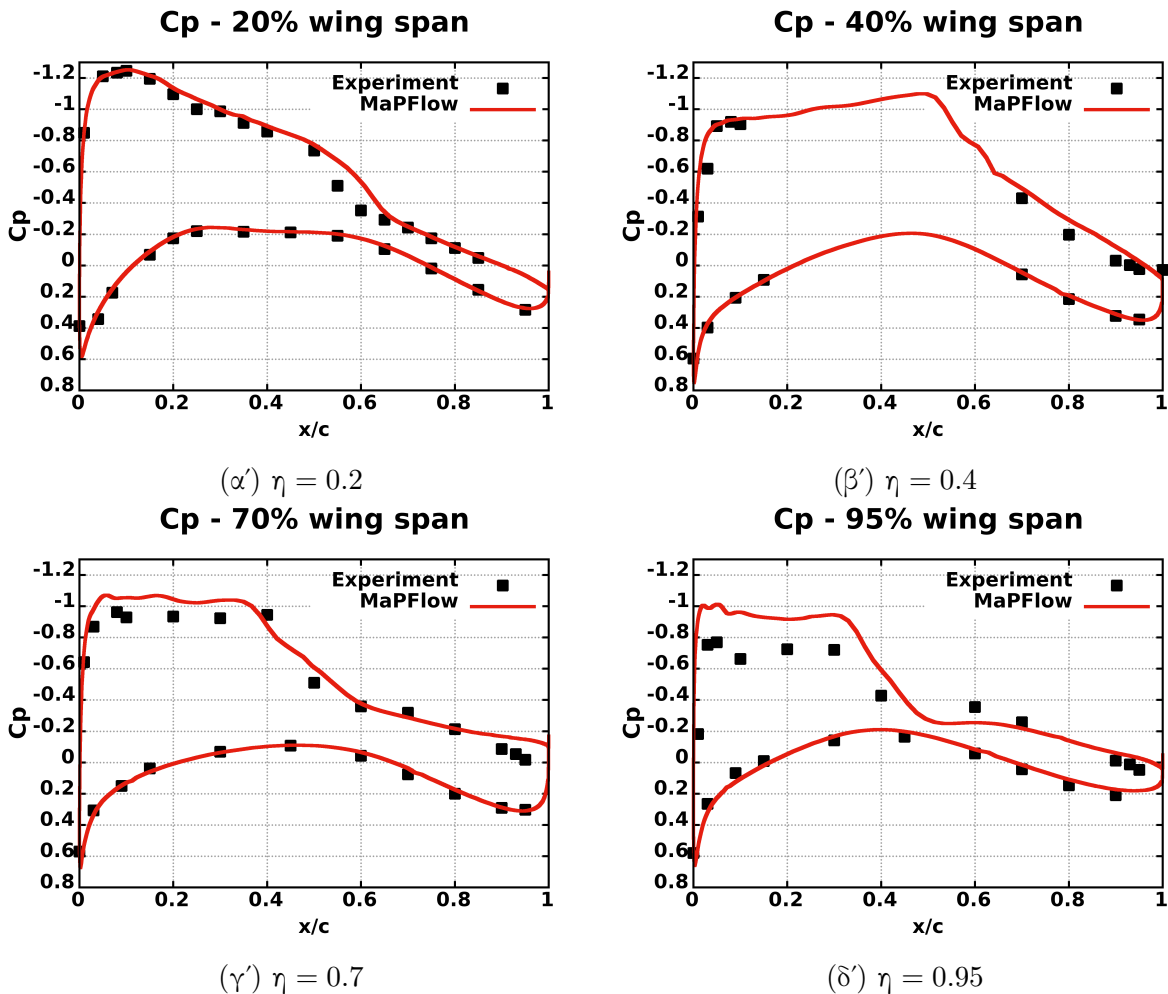 Cp - 20% wing span
-1.2
-1
-0.8
-0.6
-0.4
-0.2
0
0.2
0.4
0.6
0.8
Cp
Experiment
MaPFlow
0 0.2 0.4 0.6 0.8 1
x/c
(α′) η = 0.2
Cp - 40% wing span
-1.2
-1
-0.8
-0.6
-0.4
-0.2
0
0.2
0.4
0.6
0.8
Cp
Experiment
MaPFlow
0 0.2 0.4 0.6 0.8 1
x/c
(β′) η = 0.4
Cp - 70% wing span
-1.2
-1
-0.8
-0.6
-0.4
-0.2
0
0.2
0.4
0.6
0.8
Cp
Experiment
MaPFlow
0 0.2 0.4 0.6 0.8 1
x/c
(γ′) η = 0.7
Cp - 95% wing span
-1.2
-1
-0.8
-0.6
-0.4
-0.2
0
0.2
0.4
0.6
0.8
Cp
Experiment
MaPFlow
0 0.2 0.4 0.6 0.8 1
x/c
(δ′) η = 0.95